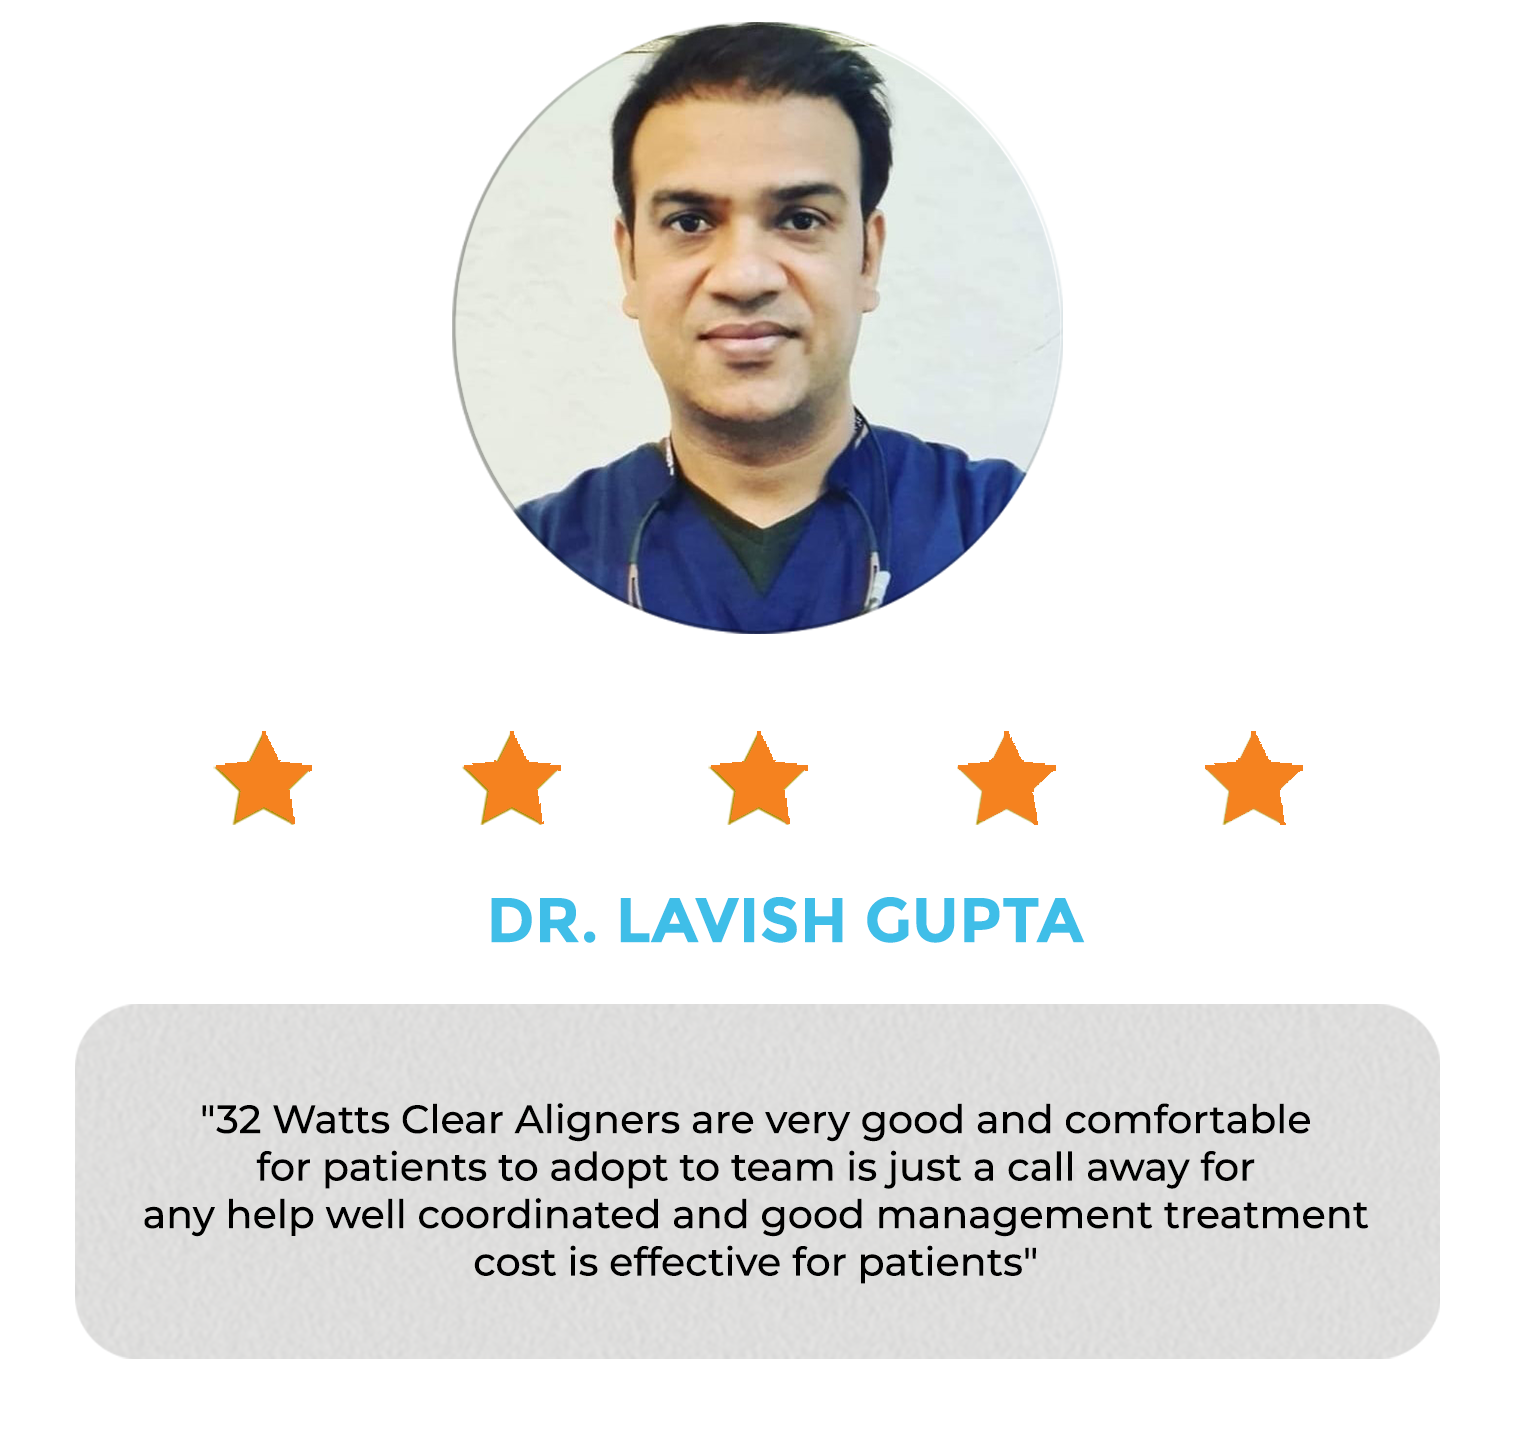 DR. LAVISH GUPTA
"32 Watts Clear Aligners are very good and comfortable
for patients to adopt to team is just a call away for
any help well coordinated and good management treatment
cost is effective for patients"